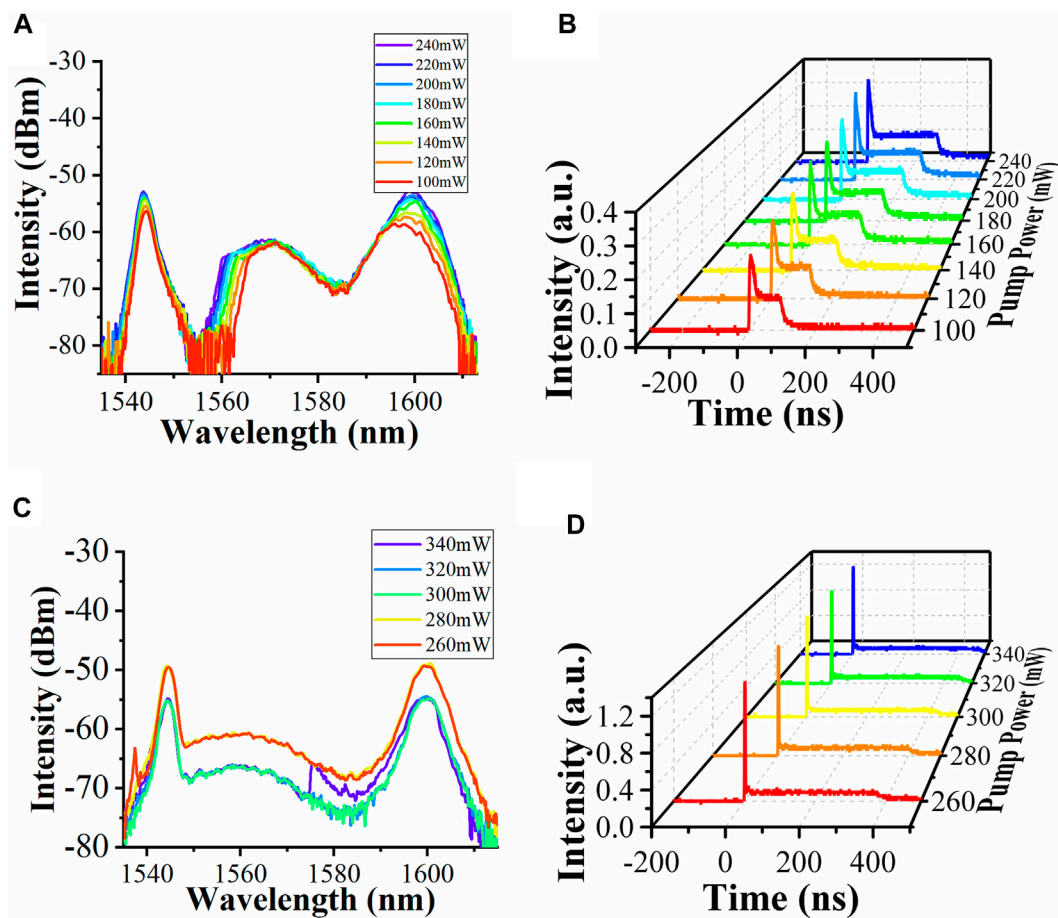 A
Intensity (dBm)
-30
-40
-50
-60
-70
-80
240mW
220mW
200mW
180mW
160mW
140mW
120mW
100mW
1540
1560
1580
1600
Wavelength (nm)
B
Intensity (a.u.)
0.4
0.3
0.2
0.1
0.0
-200
0
200
400
Time (ns)
240
220
200
180
160
140
120
100
Pump Power (mW)
C
Intensity (dBm)
-30
-40
-50
-60
-70
-80
340mW
320mW
300mW
280mW
260mW
1540
1560
1580
1600
Wavelength (nm)
D
Intensity (a.u.)
1.2
0.8
0.4
0.0
-200
0
200
400
Time (ns)
340
320
300
280
260
Pump Power (mW)